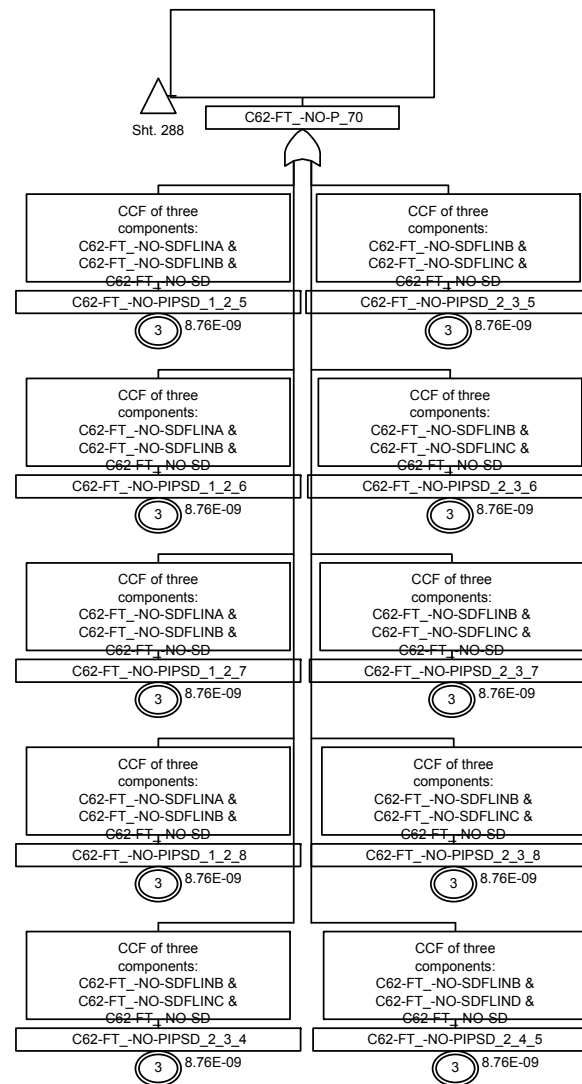 Sht. 288
C62-FT_-NO-P_70
CCF of three
components:
C62-FT_-NO-SDFLINA &
C62-FT_-NO-SDFLINB &
C62-FT_-NO-SD
C62-FT_-NO-PIPSD_1_2_5
3
8.76E-09
CCF of three
components:
C62-FT_-NO-SDFLINB &
C62-FT_-NO-SDFLINC &
C62-FT_-NO-SD
C62-FT_-NO-PIPSD_2_3_5
3
8.76E-09
CCF of three
components:
C62-FT_-NO-SDFLINA &
C62-FT_-NO-SDFLINB &
C62-FT_-NO-SD
C62-FT_-NO-PIPSD_1_2_6
3
8.76E-09
CCF of three
components:
C62-FT_-NO-SDFLINB &
C62-FT_-NO-SDFLINC &
C62-FT_-NO-SD
C62-FT_-NO-PIPSD_2_3_6
3
8.76E-09
CCF of three
components:
C62-FT_-NO-SDFLINA &
C62-FT_-NO-SDFLINB &
C62-FT_-NO-SD
C62-FT_-NO-PIPSD_1_2_7
3
8.76E-09
CCF of three
components:
C62-FT_-NO-SDFLINB &
C62-FT_-NO-SDFLINC &
C62-FT_-NO-SD
C62-FT_-NO-PIPSD_2_3_7
3
8.76E-09
CCF of three
components:
C62-FT_-NO-SDFLINA &
C62-FT_-NO-SDFLINB &
C62-FT_-NO-SD
C62-FT_-NO-PIPSD_1_2_8
3
8.76E-09
CCF of three
components:
C62-FT_-NO-SDFLINB &
C62-FT_-NO-SDFLINC &
C62-FT_-NO-SD
C62-FT_-NO-PIPSD_2_3_8
3
8.76E-09
CCF of three
components:
C62-FT_-NO-SDFLINB &
C62-FT_-NO-SDFLINC &
C62-FT_-NO-SD
C62-FT_-NO-PIPSD_2_3_4
3
8.76E-09
CCF of three
components:
C62-FT_-NO-SDFLINB &
C62-FT_-NO-SDFLIND &
C62-FT_-NO-SD
C62-FT_-NO-PIPSD_2_4_5
3
8.76E-09